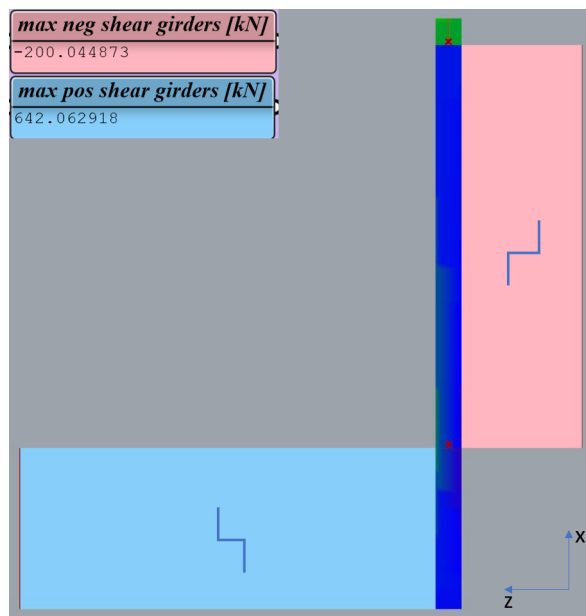 max neg shear girders [kN]
-200.044873
max pos shear girders [kN]
642.062918
X
Z